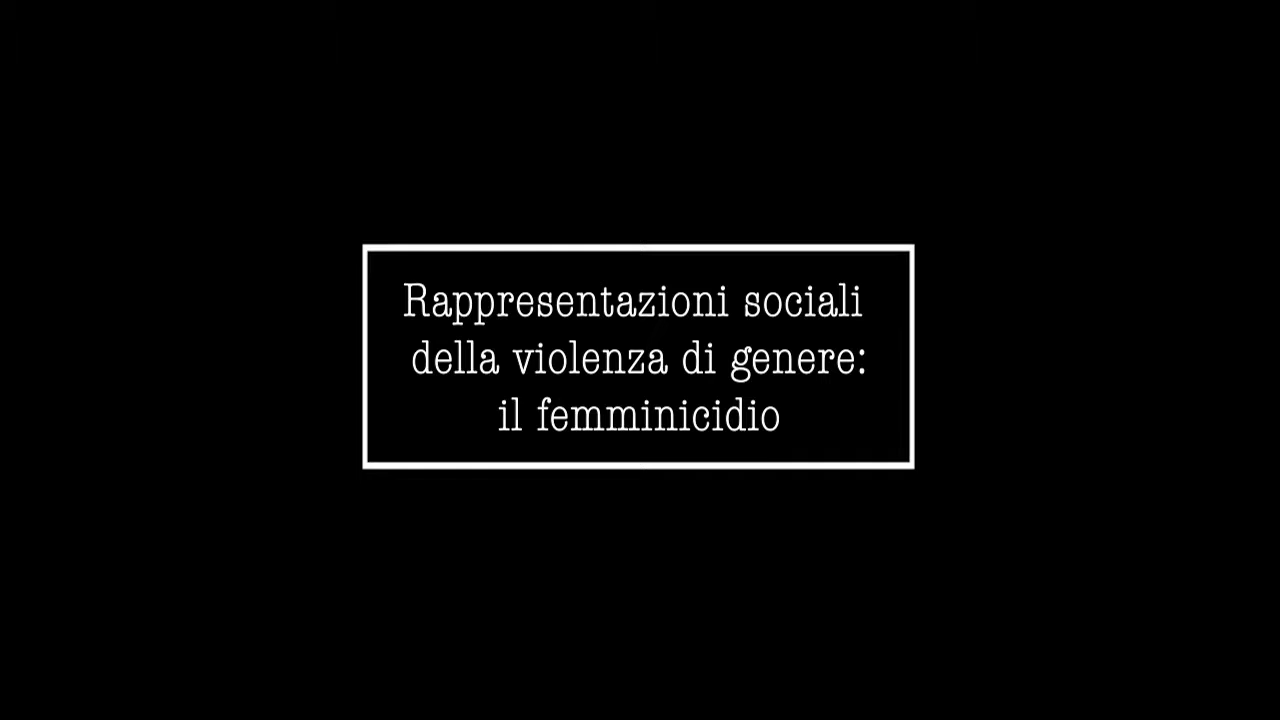 Rappresentazioni sociali
della violenza di genere:
il femminicidio